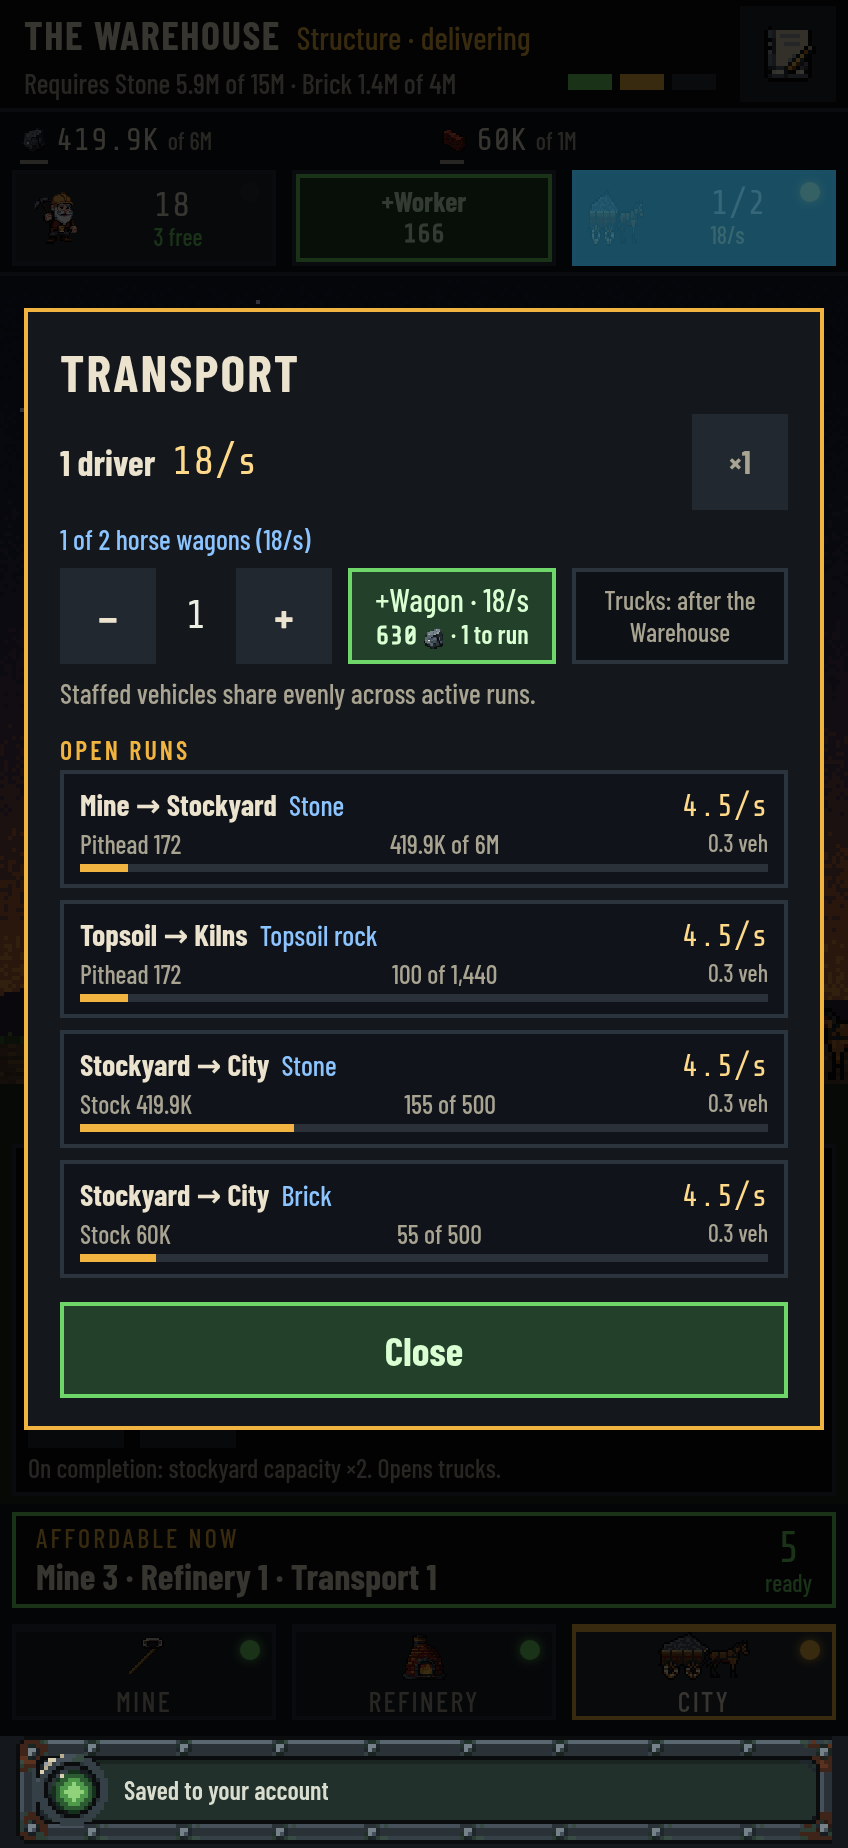 THE WAREHOUSE Structure · delivering
Requires Stone 5.9M of 15M · Brick 1.4M of 4M
419.9K of 6M 60K of 1M
18
3 free
+Worker
166
1/2
18/s
TRANSPORT
1 driver 18/s
×1
1 of 2 horse wagons (18/s)
– 1 +
+Wagon · 18/s
630 · 1 to run
Trucks: after the
Warehouse
Staffed vehicles share evenly across active runs.
OPEN RUNS
Mine → Stockyard Stone 4.5/s
Pithead 172 419.9K of 6M 0.3 veh
Topsoil → Kilns Topsoil rock 4.5/s
Pithead 172 100 of 1,440 0.3 veh
Stockyard → City Stone 4.5/s
Stock 419.9K 155 of 500 0.3 veh
Stockyard → City Brick 4.5/s
Stock 60K 55 of 500 0.3 veh
Close
On completion: stockyard capacity ×2. Opens trucks.
AFFORDABLE NOW
Mine 3 · Refinery 1 · Transport 1
5
ready
MINE REFINERY CITY
Saved to your account